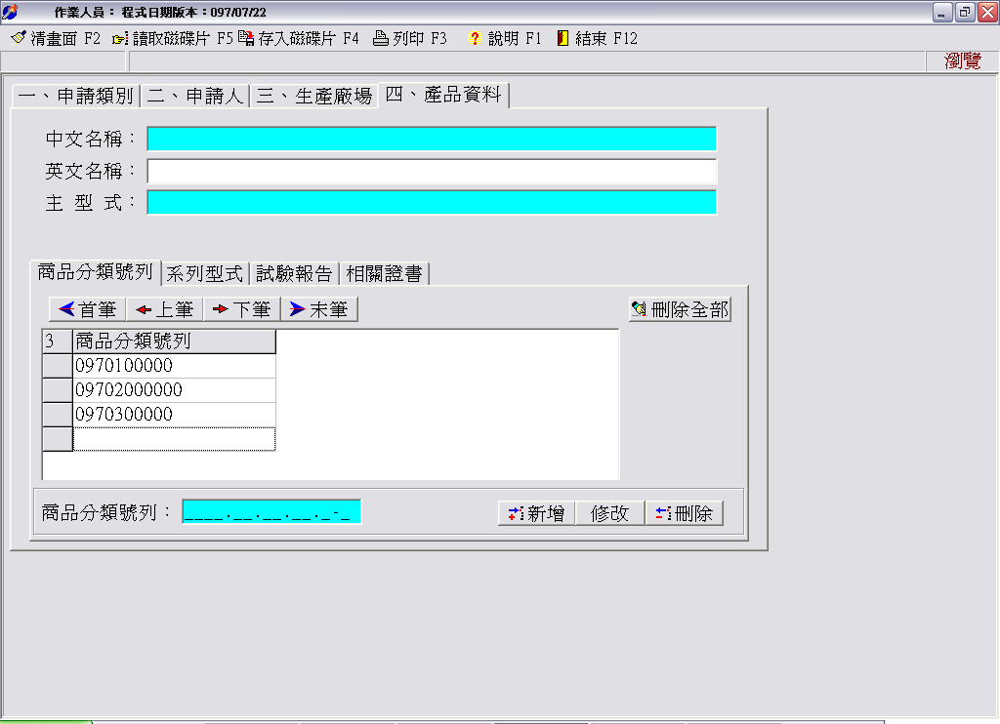 作業人員： 程式日期版本：097/07/22
清畫面 F2 讀取磁碟片 F5 存入磁碟片 F4 列印 F3 ? 說明 F1 結束 F12
瀏覽
一、申請類別 二、申請人 三、生產廠場 四、產品資料
中文名稱：
英文名稱：
主 型 式：
商品分類號列 系列型式 試驗報告 相關證書
首筆 上筆 下筆 末筆 刪除全部
3 商品分類號列
0970100000
09702000000
0970300000
商品分類號列： ____.__.__.__._-_ 新增 修改 刪除